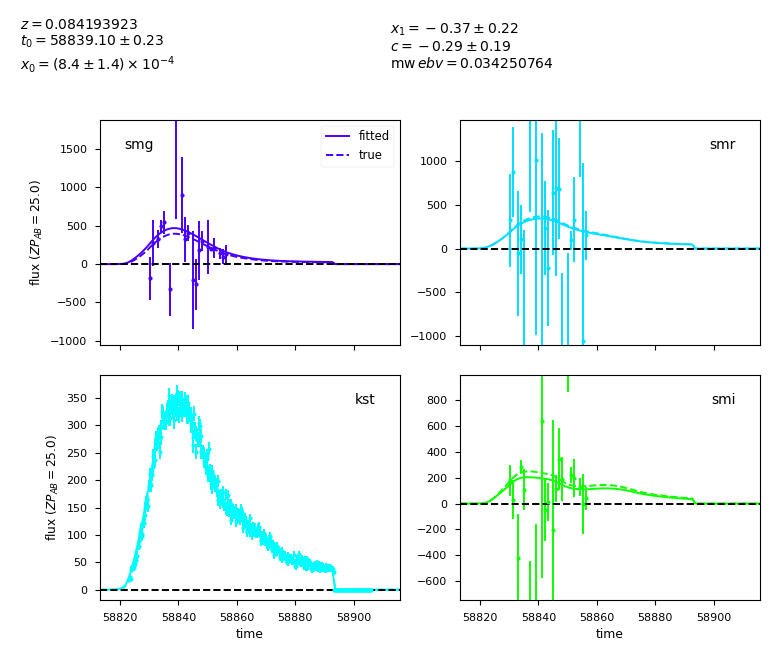 z = 0.084193923
t₀ = 58839.10 ± 0.23
x₀ = (8.4 ± 1.4) × 10⁻⁴
x₁ = −0.37 ± 0.22
c = −0.29 ± 0.19
mw ebv = 0.034250764
smg
fitted
true
1500
1000
500
0
−500
−1000
flux (ZP_AB = 25.0)
smr
1000
500
0
−500
−1000
kst
350
300
250
200
150
100
50
0
flux (ZP_AB = 25.0)
58820 58840 58860 58880 58900
time
smi
800
600
400
200
0
−200
−400
−600
58820 58840 58860 58880 58900
time